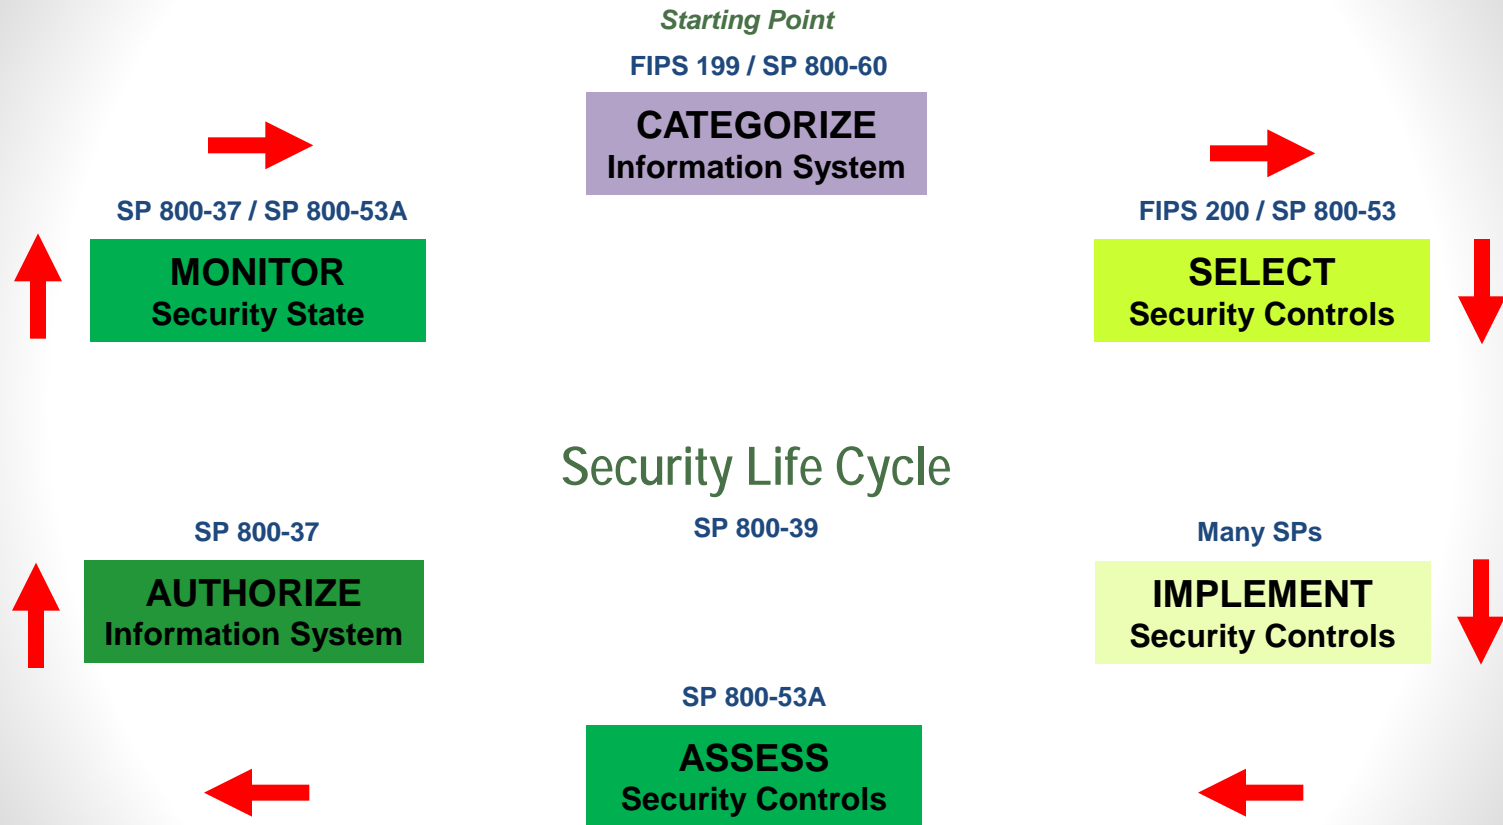 Starting Point
FIPS 199 / SP 800-60
CATEGORIZE
Information System
SP 800-37 / SP 800-53A
MONITOR
Security State
FIPS 200 / SP 800-53
SELECT
Security Controls
Security Life Cycle
SP 800-39
SP 800-37
AUTHORIZE
Information System
Many SPs
IMPLEMENT
Security Controls
SP 800-53A
ASSESS
Security Controls